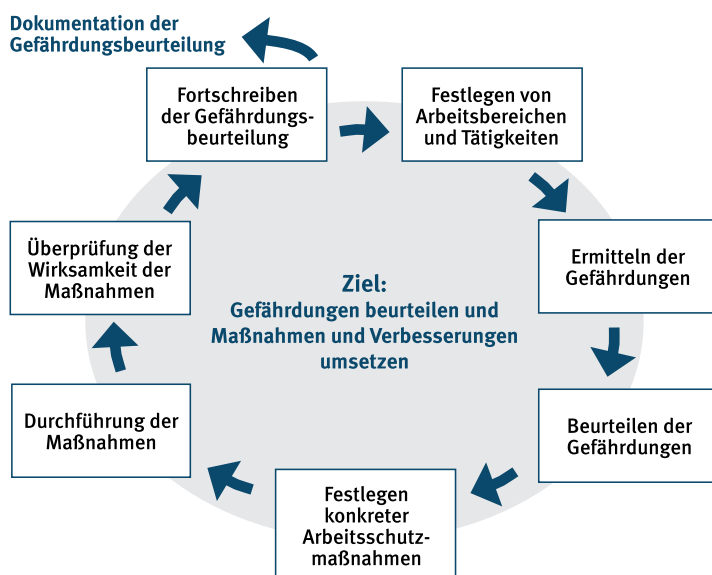 Dokumentation der
Gefährdungsbeurteilung
Fortschreiben
der Gefährdungs-
beurteilung
Festlegen von
Arbeitsbereichen
und Tätigkeiten
Ermitteln der
Gefährdungen
Beurteilen der
Gefährdungen
Festlegen
konkreter
Arbeitsschutz-
maßnahmen
Durchführung der
Maßnahmen
Überprüfung der
Wirksamkeit der
Maßnahmen
Ziel:
Gefährdungen beurteilen und
Maßnahmen und Verbesserungen
umsetzen